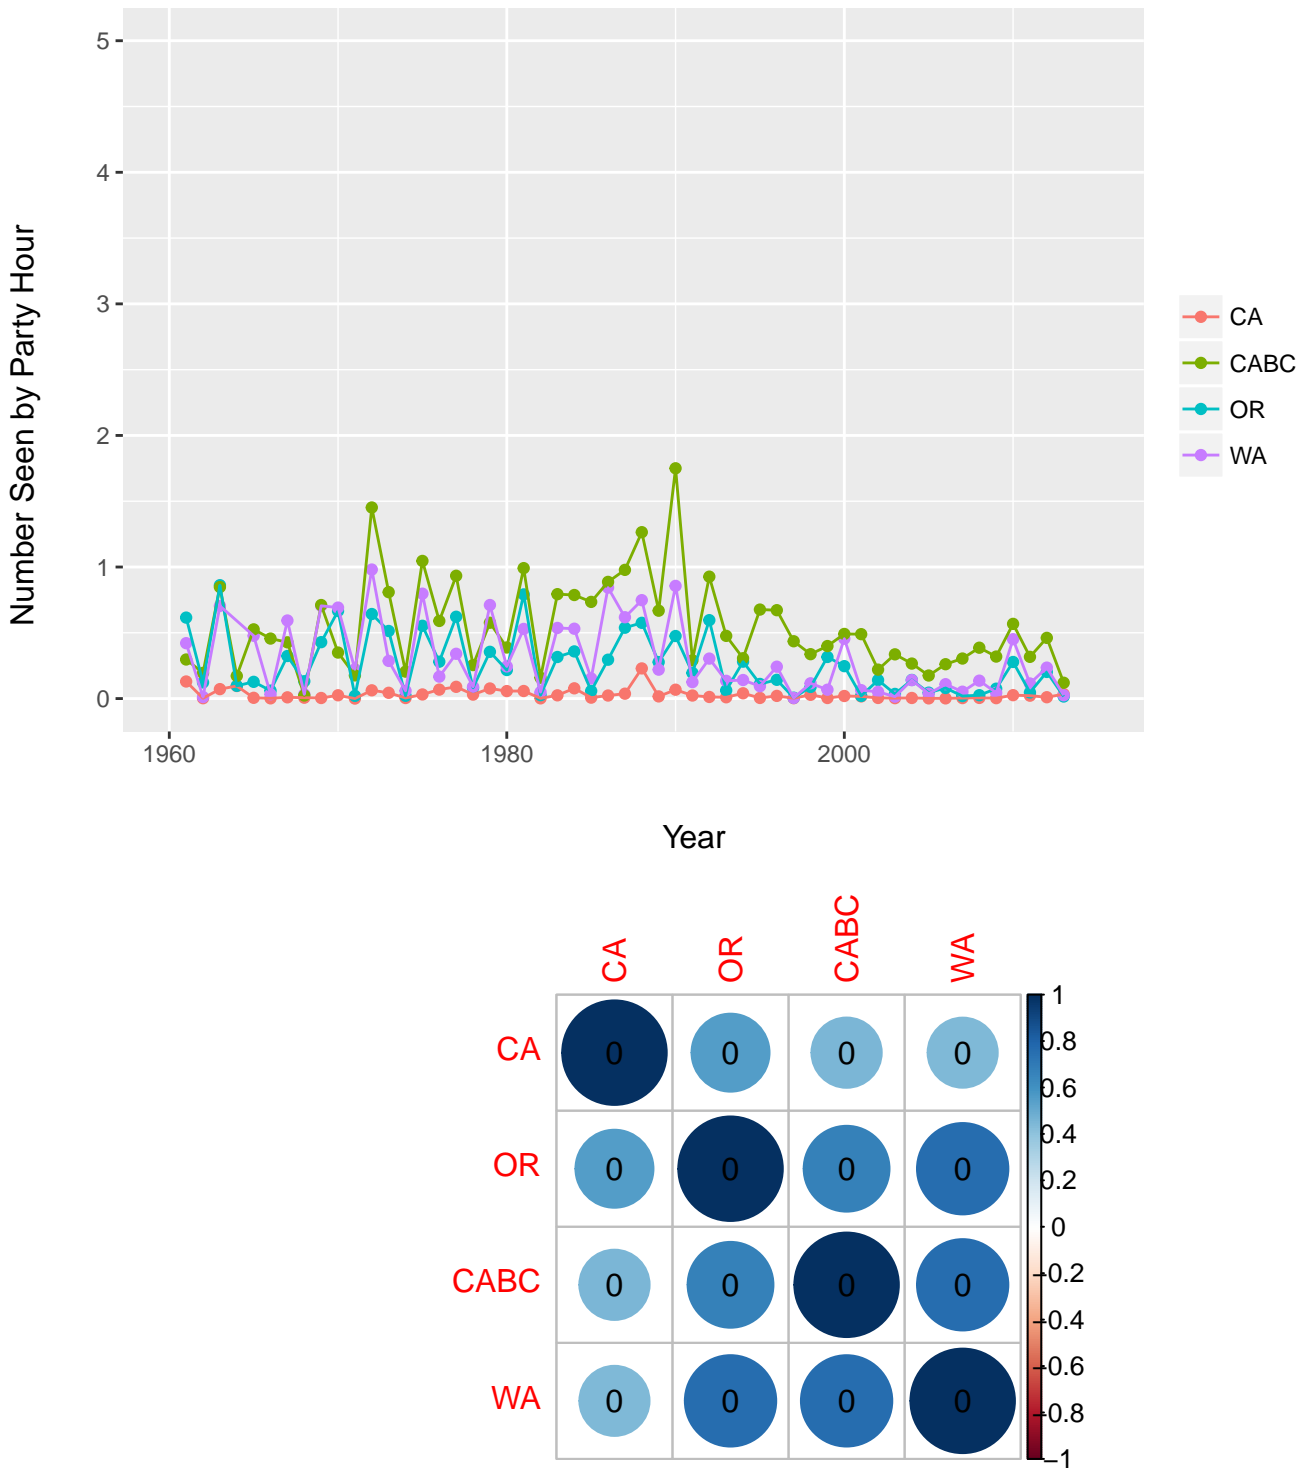 5
4
3
2
1
0
Number Seen by Party Hour
1960 1980 2000
Year
CA
CABC
OR
WA
CA OR CABC WA
CA 0 0 0 0
OR 0 0 0 0
CABC 0 0 0 0
WA 0 0 0 0
1
0.8
0.6
0.4
0.2
0
−0.2
−0.4
−0.6
−0.8
−1